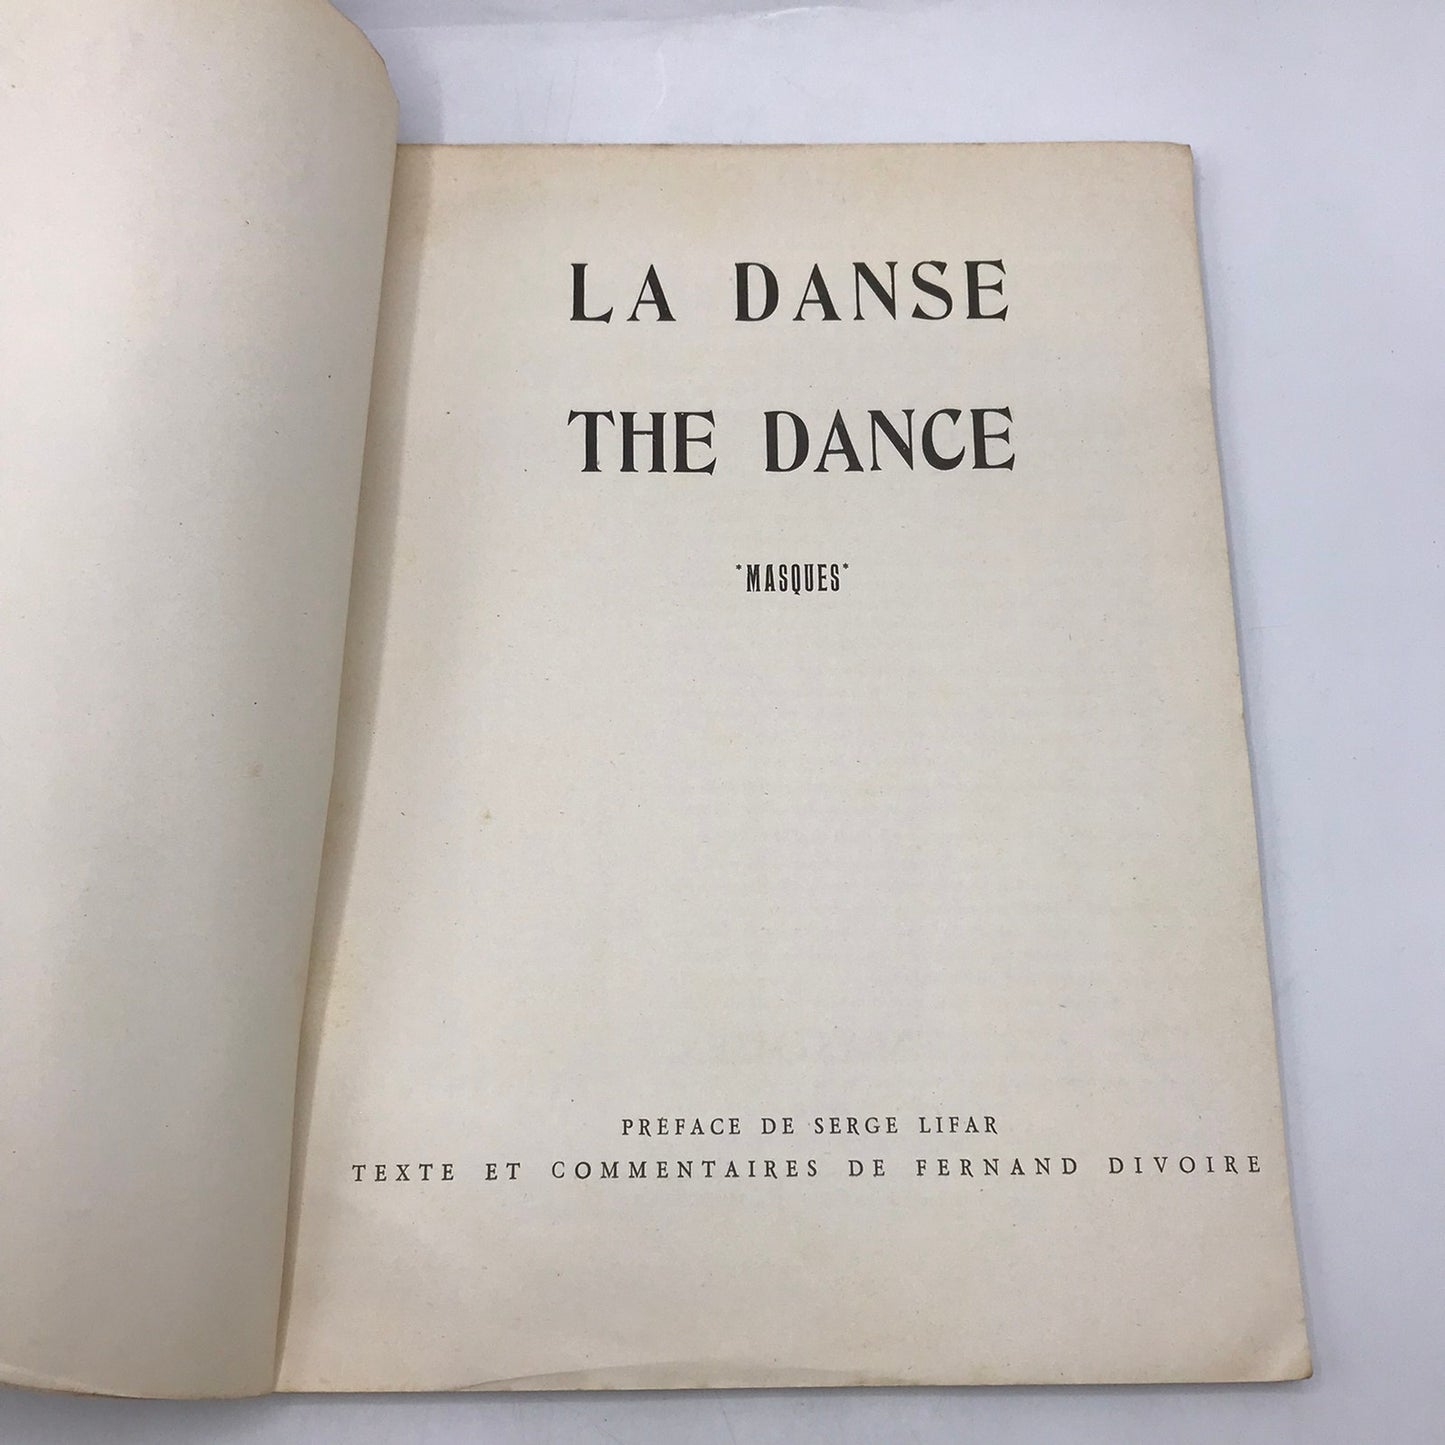 LA DANSE
THE DANCE
*MASQUES*
PRÉFACE DE SERGE LIFAR
TEXTE ET COMMENTAIRES DE FERNAND DIVOIRE